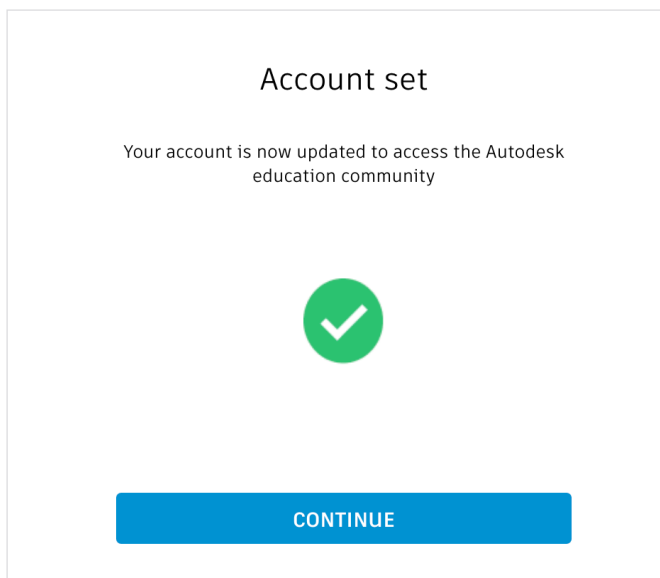 Account set
Your account is now updated to access the Autodesk
education community
CONTINUE